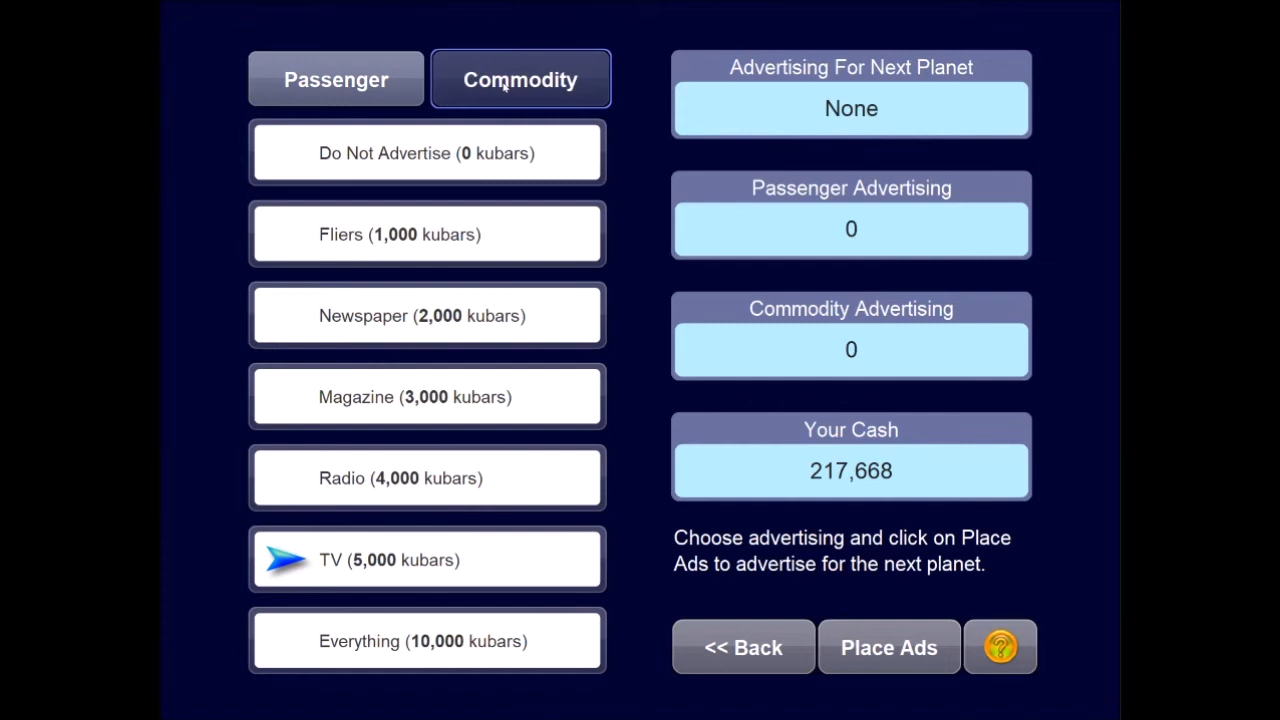 Passenger
Commodity
Do Not Advertise (0 kubars)
Fliers (1,000 kubars)
Newspaper (2,000 kubars)
Magazine (3,000 kubars)
Radio (4,000 kubars)
TV (5,000 kubars)
Everything (10,000 kubars)
Advertising For Next Planet
None
Passenger Advertising
0
Commodity Advertising
0
Your Cash
217,668
Choose advertising and click on Place
Ads to advertise for the next planet.
<< Back
Place Ads
?